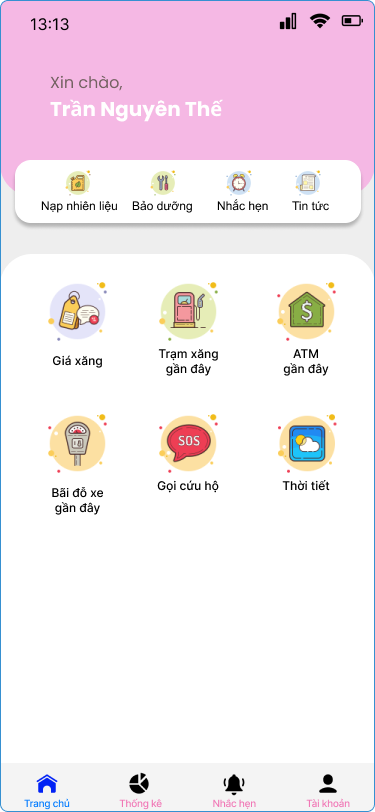 13:13
Xin chào,
Trần Nguyên Thế
Nạp nhiên liệu
Bảo dưỡng
Nhắc hẹn
Tin tức
Giá xăng
Trạm xăng
gần đây
ATM
gần đây
$
SOS
Bãi đỗ xe
gần đây
Gọi cứu hộ
Thời tiết
Trang chủ
Thống kê
Nhắc hẹn
Tài khoản